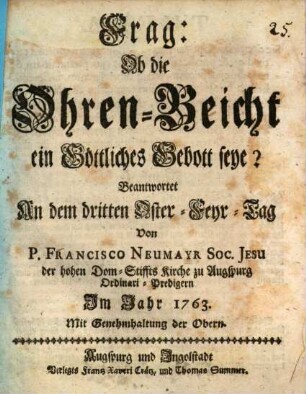 Frag:
25.
Ob die
Ohren-Beicht
ein Göttliches Gebott seye?
Beantwortet
An dem dritten Oster-Feyr-Tag
Von
P. FRANCISCO NEUMAYR SOC. JESU
der hohen Dom-Stiffts Kirche zu Augspurg
Ordinari-Predigern
Im Jahr 1763.
Mit Genehmhaltung der Obern.
Augspurg und Ingolstadt
Verlegts Frantz Xaveri Crätz, und Thomas Summer.